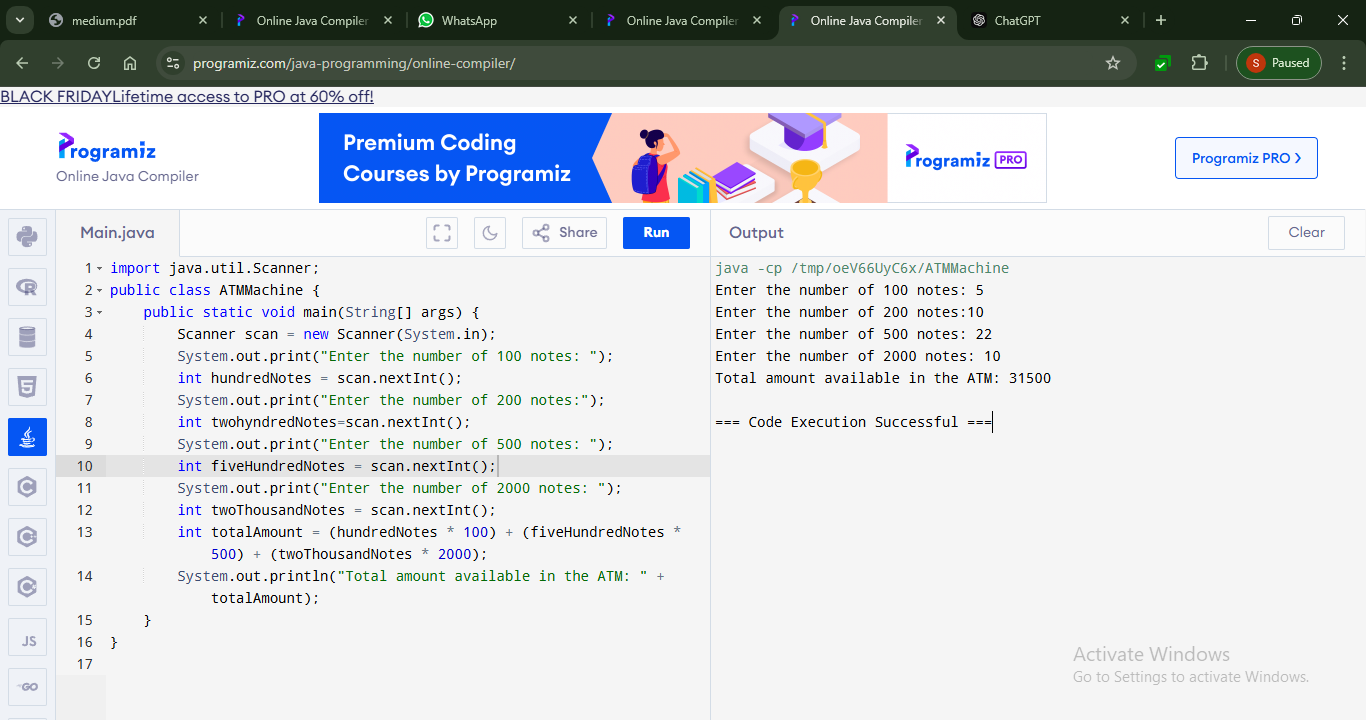 medium.pdf
Online Java Compiler
WhatsApp
Online Java Compiler
Online Java Compiler
ChatGPT
programiz.com/java-programming/online-compiler/
S Paused
BLACK FRIDAYLifetime access to PRO at 60% off!
Programiz
Online Java Compiler
Premium Coding
Courses by Programiz
Programiz PRO
Programiz PRO
Main.java
Share
Run
Output
Clear
1 import java.util.Scanner;
2 public class ATMMachine {
3 public static void main(String[] args) {
4 Scanner scan = new Scanner(System.in);
5 System.out.print("Enter the number of 100 notes: ");
6 int hundredNotes = scan.nextInt();
7 System.out.print("Enter the number of 200 notes:");
8 int twohyndredNotes=scan.nextInt();
9 System.out.print("Enter the number of 500 notes: ");
10 int fiveHundredNotes = scan.nextInt();
11 System.out.print("Enter the number of 2000 notes: ");
12 int twoThousandNotes = scan.nextInt();
13 int totalAmount = (hundredNotes * 100) + (fiveHundredNotes *
500) + (twoThousandNotes * 2000);
14 System.out.println("Total amount available in the ATM: " +
totalAmount);
15 }
16 }
17
java -cp /tmp/oeV66UyC6x/ATMMachine
Enter the number of 100 notes: 5
Enter the number of 200 notes:10
Enter the number of 500 notes: 22
Enter the number of 2000 notes: 10
Total amount available in the ATM: 31500
=== Code Execution Successful ===
JS
GO
Activate Windows
Go to Settings to activate Windows.